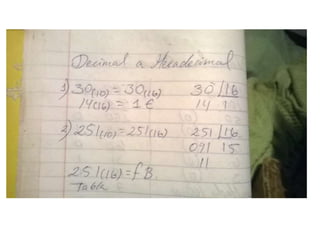 Decimal a Hexadecimal
1) 30(10) = 30(16) 30 |16
14(16) = 1E 14 1
2) 251(10) = 251(16) 251 |16
091 15
11
251(16) = fB.
Tabla